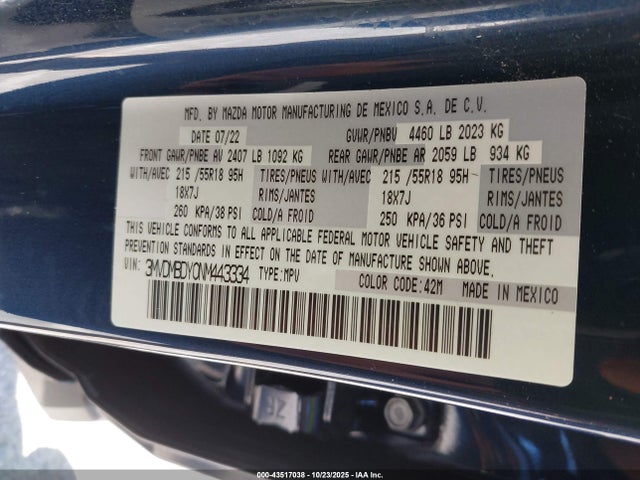 MFD. BY MAZDA MOTOR MANUFACTURING DE MEXICO S.A. DE C.V.
DATE 07/22 GVWR/PNBV 4460 LB 2023 KG
FRONT GAWR/PNBE AV 2407 LB 1092 KG REAR GAWR/PNBE AR 2059 LB 934 KG
WITH/AVEC 215 /55R18 95H TIRES/PNEUS WITH/AVEC 215 /55R18 95H TIRES/PNEUS
18X7J RIMS/JANTES 18X7J RIMS/JANTES
260 KPA/38 PSI COLD/A FROID 250 KPA/36 PSI COLD/A FROID
THIS VEHICLE CONFORMS TO ALL APPLICABLE FEDERAL MOTOR VEHICLE SAFETY AND THEFT
PREVENTION STANDARDS IN EFFECT ON THE DATE OF MANUFACTURE SHOWN ABOVE.
VIN: 3MVDMBDY0NM443334 TYPE:MPV
COLOR CODE:42M MADE IN MEXICO
000-43517038 - 10/23/2025 - IAA Inc.